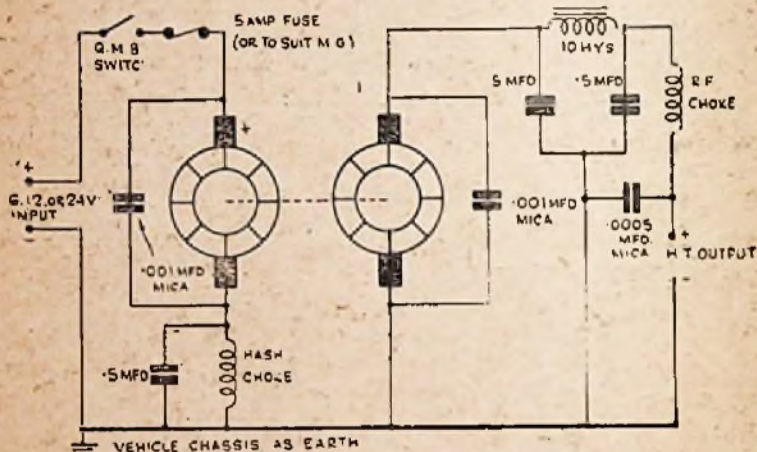 5 AMP FUSE
(OR TO SUIT M G)
Q.M B
SWITC
10 HYS
5 MFD
·5 MFD
R F
CHOKE
+
+
6.12.OR 24V
INPUT
–
·001 MFD
MICA
·001 MFD
MICA
·0005
MFD.
MICA
+
H T. OUTPUT
–
·5 MFD
HASH
CHOKE
VEHICLE CHASSIS AS EARTH